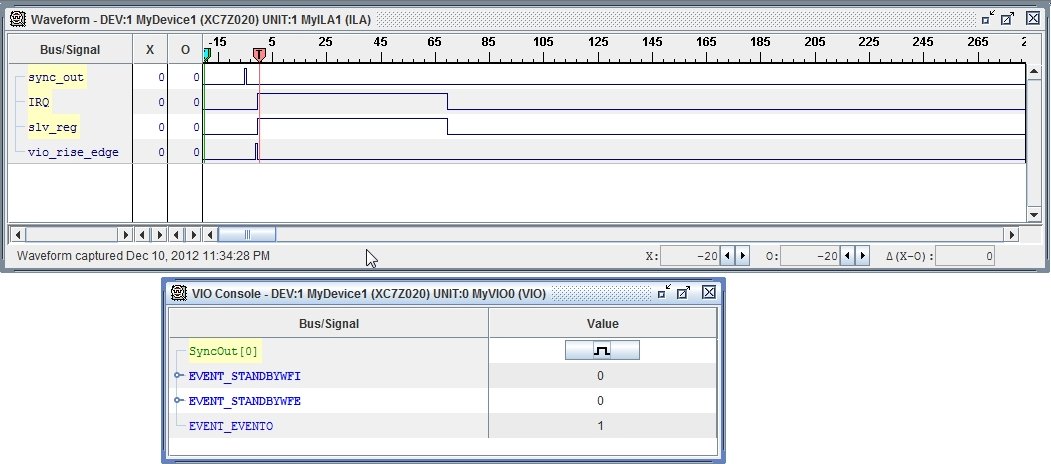 Waveform - DEV:1 MyDevice1 (XC7Z020) UNIT:1 MyILA1 (ILA)
Bus/Signal X O -15 5 25 45 65 85 105 125 145 165 185 205 225 245 265 2
T
sync_out 0 0
IRQ 0 0
slv_reg 0 0
vio_rise_edge 0 0
Waveform captured Dec 10, 2012 11:34:28 PM X: -20 O: -20 Δ(X-O): 0
VIO Console - DEV:1 MyDevice1 (XC7Z020) UNIT:0 MyVIO0 (VIO)
Bus/Signal Value
SyncOut[0]
EVENT_STANDBYWFI 0
EVENT_STANDBYWFE 0
EVENT_EVENTO 1